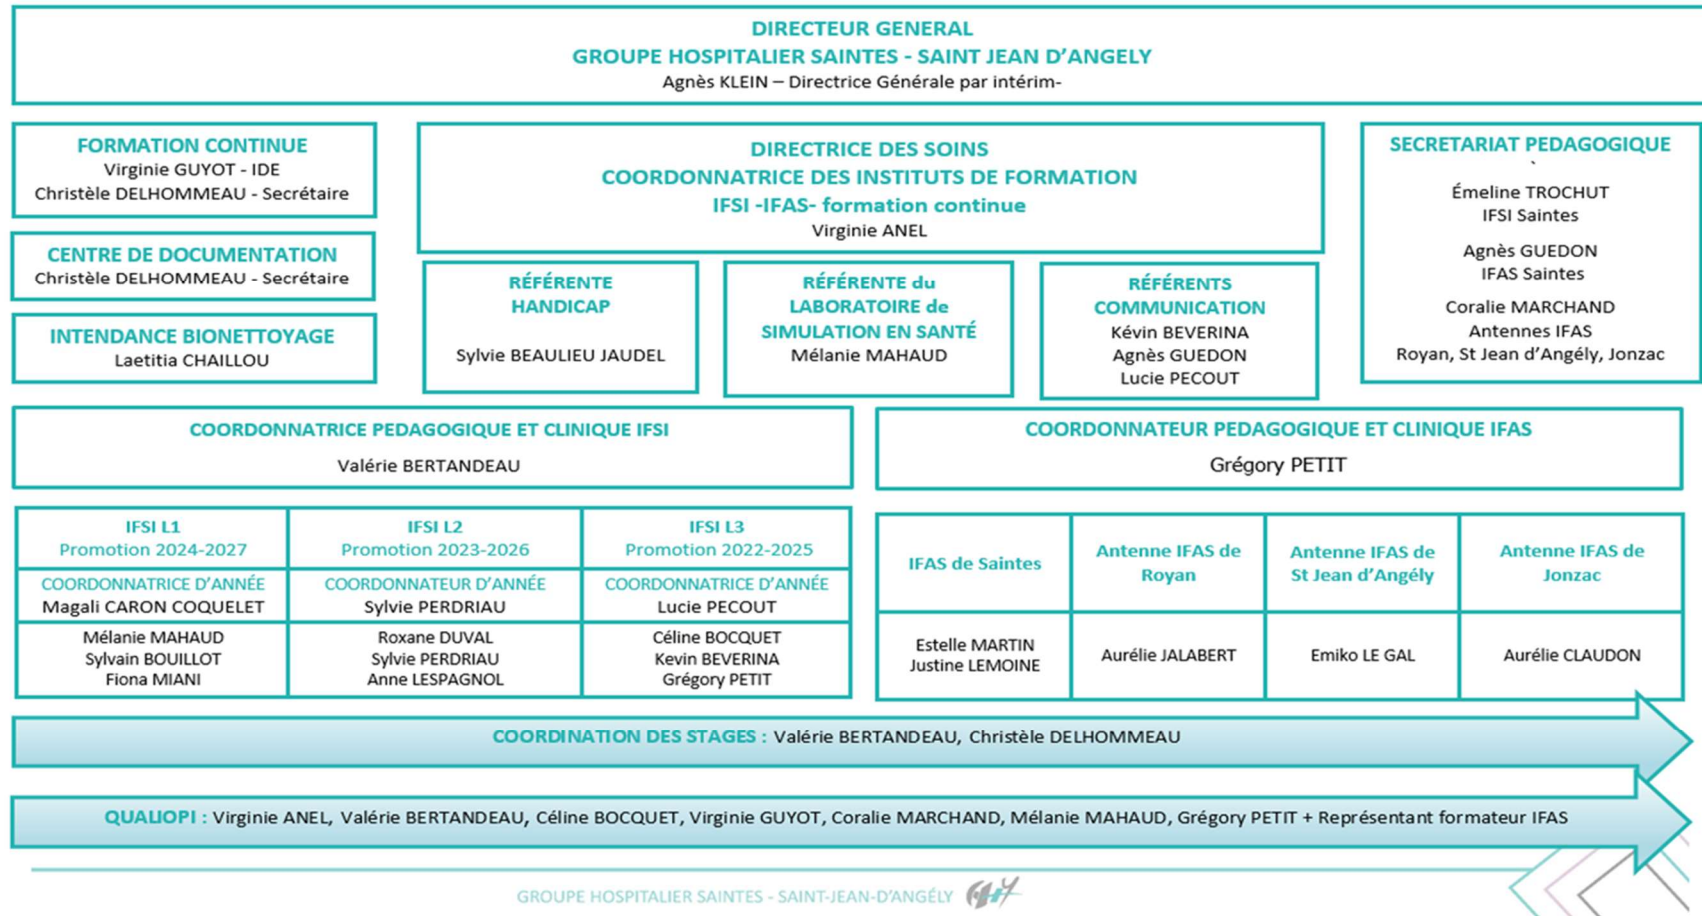 DIRECTEUR GENERAL
GROUPE HOSPITALIER SAINTES - SAINT JEAN D'ANGELY
Agnès KLEIN – Directrice Générale par intérim-
FORMATION CONTINUE
Virginie GUYOT - IDE
Christèle DELHOMMEAU - Secrétaire
CENTRE DE DOCUMENTATION
Christèle DELHOMMEAU - Secrétaire
INTENDANCE BIONETTOYAGE
Laetitia CHAILLOU
DIRECTRICE DES SOINS
COORDONNATRICE DES INSTITUTS DE FORMATION
IFSI -IFAS- formation continue
Virginie ANEL
RÉFÉRENTE
HANDICAP
Sylvie BEAULIEU JAUDEL
RÉFÉRENTE du
LABORATOIRE de
SIMULATION EN SANTÉ
Mélanie MAHAUD
RÉFÉRENTS
COMMUNICATION
Kévin BEVERINA
Agnès GUEDON
Lucie PECOUT
SECRETARIAT PEDAGOGIQUE
`
Émeline TROCHUT
IFSI Saintes
Agnès GUEDON
IFAS Saintes
Coralie MARCHAND
Antennes IFAS
Royan, St Jean d'Angély, Jonzac
COORDONNATRICE PEDAGOGIQUE ET CLINIQUE IFSI
Valérie BERTANDEAU
COORDONNATEUR PEDAGOGIQUE ET CLINIQUE IFAS
Grégory PETIT
IFSI L1
Promotion 2024-2027
COORDONNATRICE D'ANNÉE
Magali CARON COQUELET
Mélanie MAHAUD
Sylvain BOUILLOT
Fiona MIANI
IFSI L2
Promotion 2023-2026
COORDONNATEUR D'ANNÉE
Sylvie PERDRIAU
Roxane DUVAL
Sylvie PERDRIAU
Anne LESPAGNOL
IFSI L3
Promotion 2022-2025
COORDONNATRICE D'ANNÉE
Lucie PECOUT
Céline BOCQUET
Kevin BEVERINA
Grégory PETIT
IFAS de Saintes
Estelle MARTIN
Justine LEMOINE
Antenne IFAS de
Royan
Aurélie JALABERT
Antenne IFAS de
St Jean d'Angély
Emiko LE GAL
Antenne IFAS de
Jonzac
Aurélie CLAUDON
COORDINATION DES STAGES : Valérie BERTANDEAU, Christèle DELHOMMEAU
QUALIOPI : Virginie ANEL, Valérie BERTANDEAU, Céline BOCQUET, Virginie GUYOT, Coralie MARCHAND, Mélanie MAHAUD, Grégory PETIT + Représentant formateur IFAS
GROUPE HOSPITALIER SAINTES - SAINT-JEAN-D'ANGÉLY